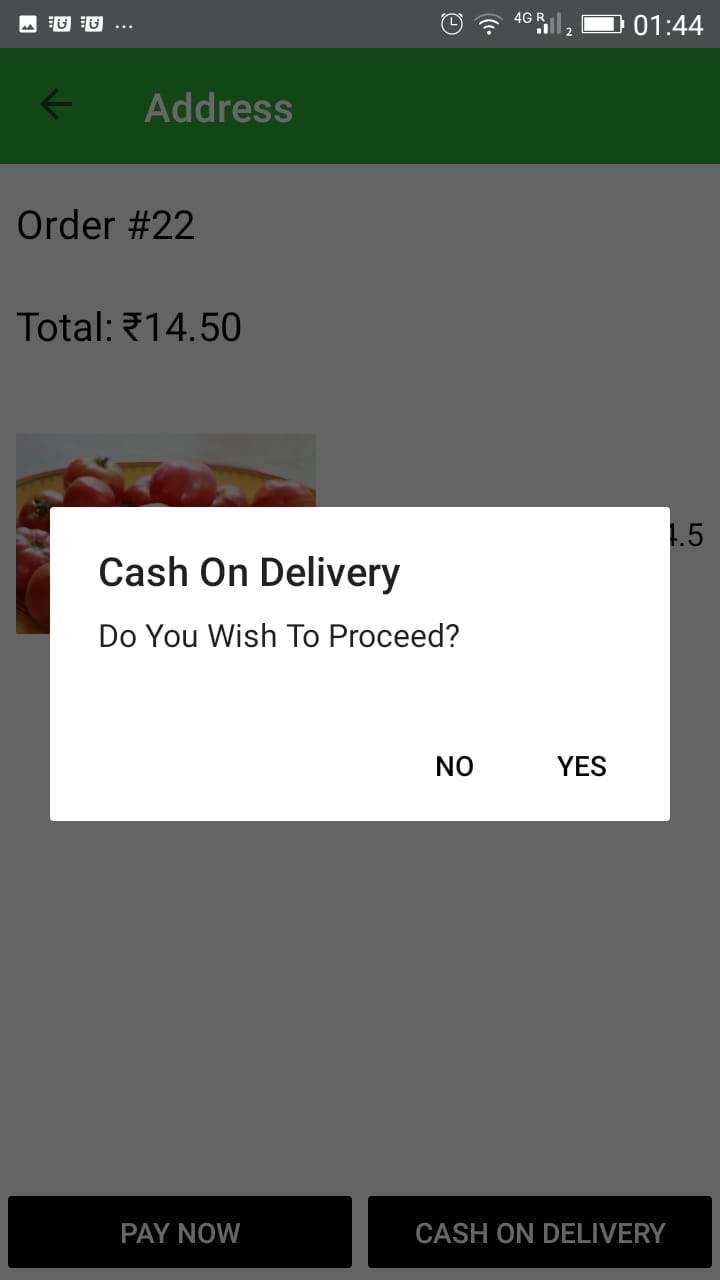 4G R 2 01:44
Address
Order #22
Total: ₹14.50
.5
Cash On Delivery
Do You Wish To Proceed?
NO YES
PAY NOW CASH ON DELIVERY